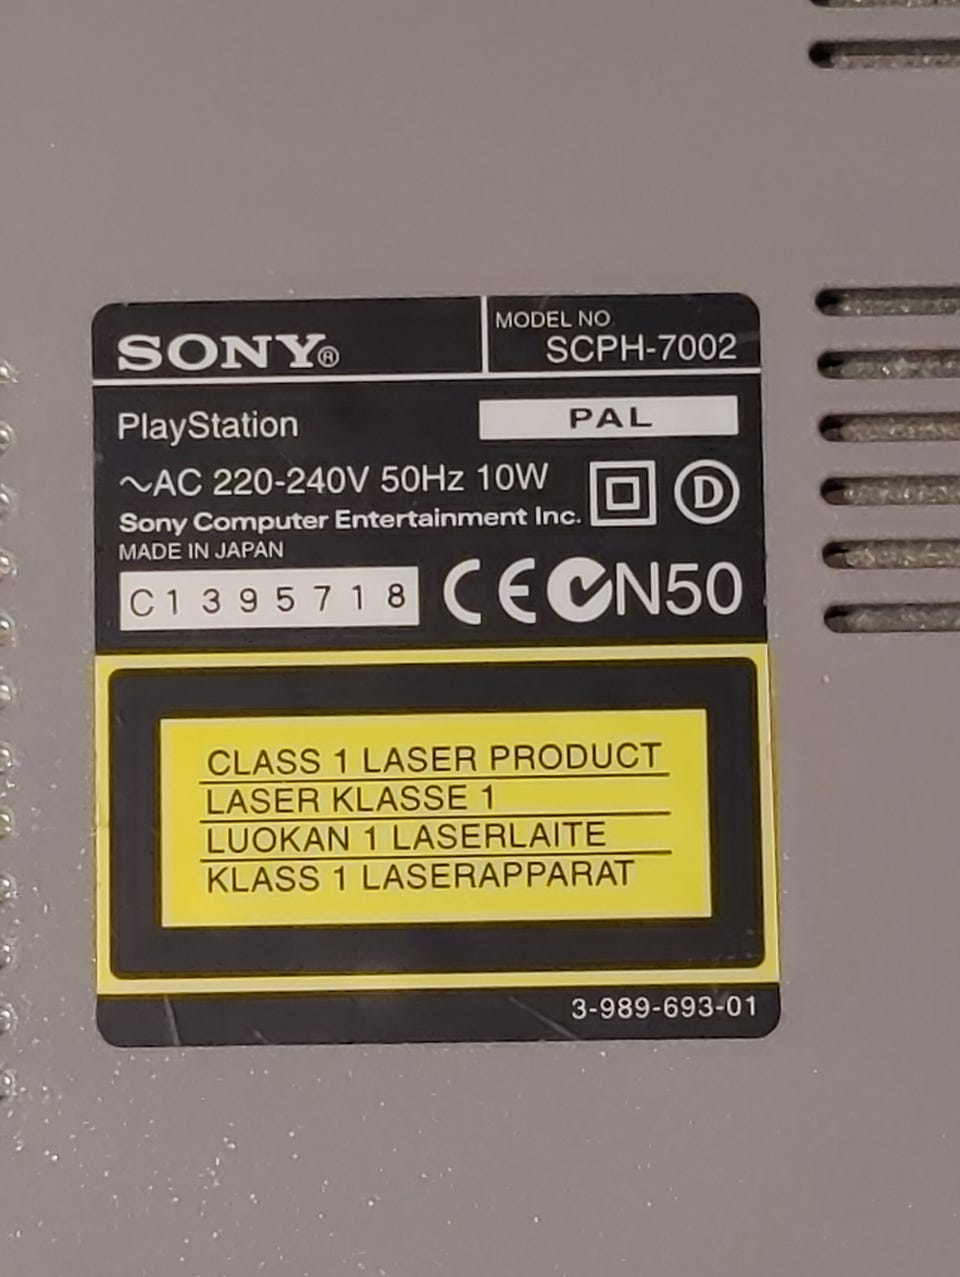 SONY®
MODEL NO.
SCPH-7002
PlayStation
PAL
~AC 220-240V 50Hz 10W
D
Sony Computer Entertainment Inc.
MADE IN JAPAN
C1395718
CE N50
CLASS 1 LASER PRODUCT
LASER KLASSE 1
LUOKAN 1 LASERLAITE
KLASS 1 LASERAPPARAT
3-989-693-01